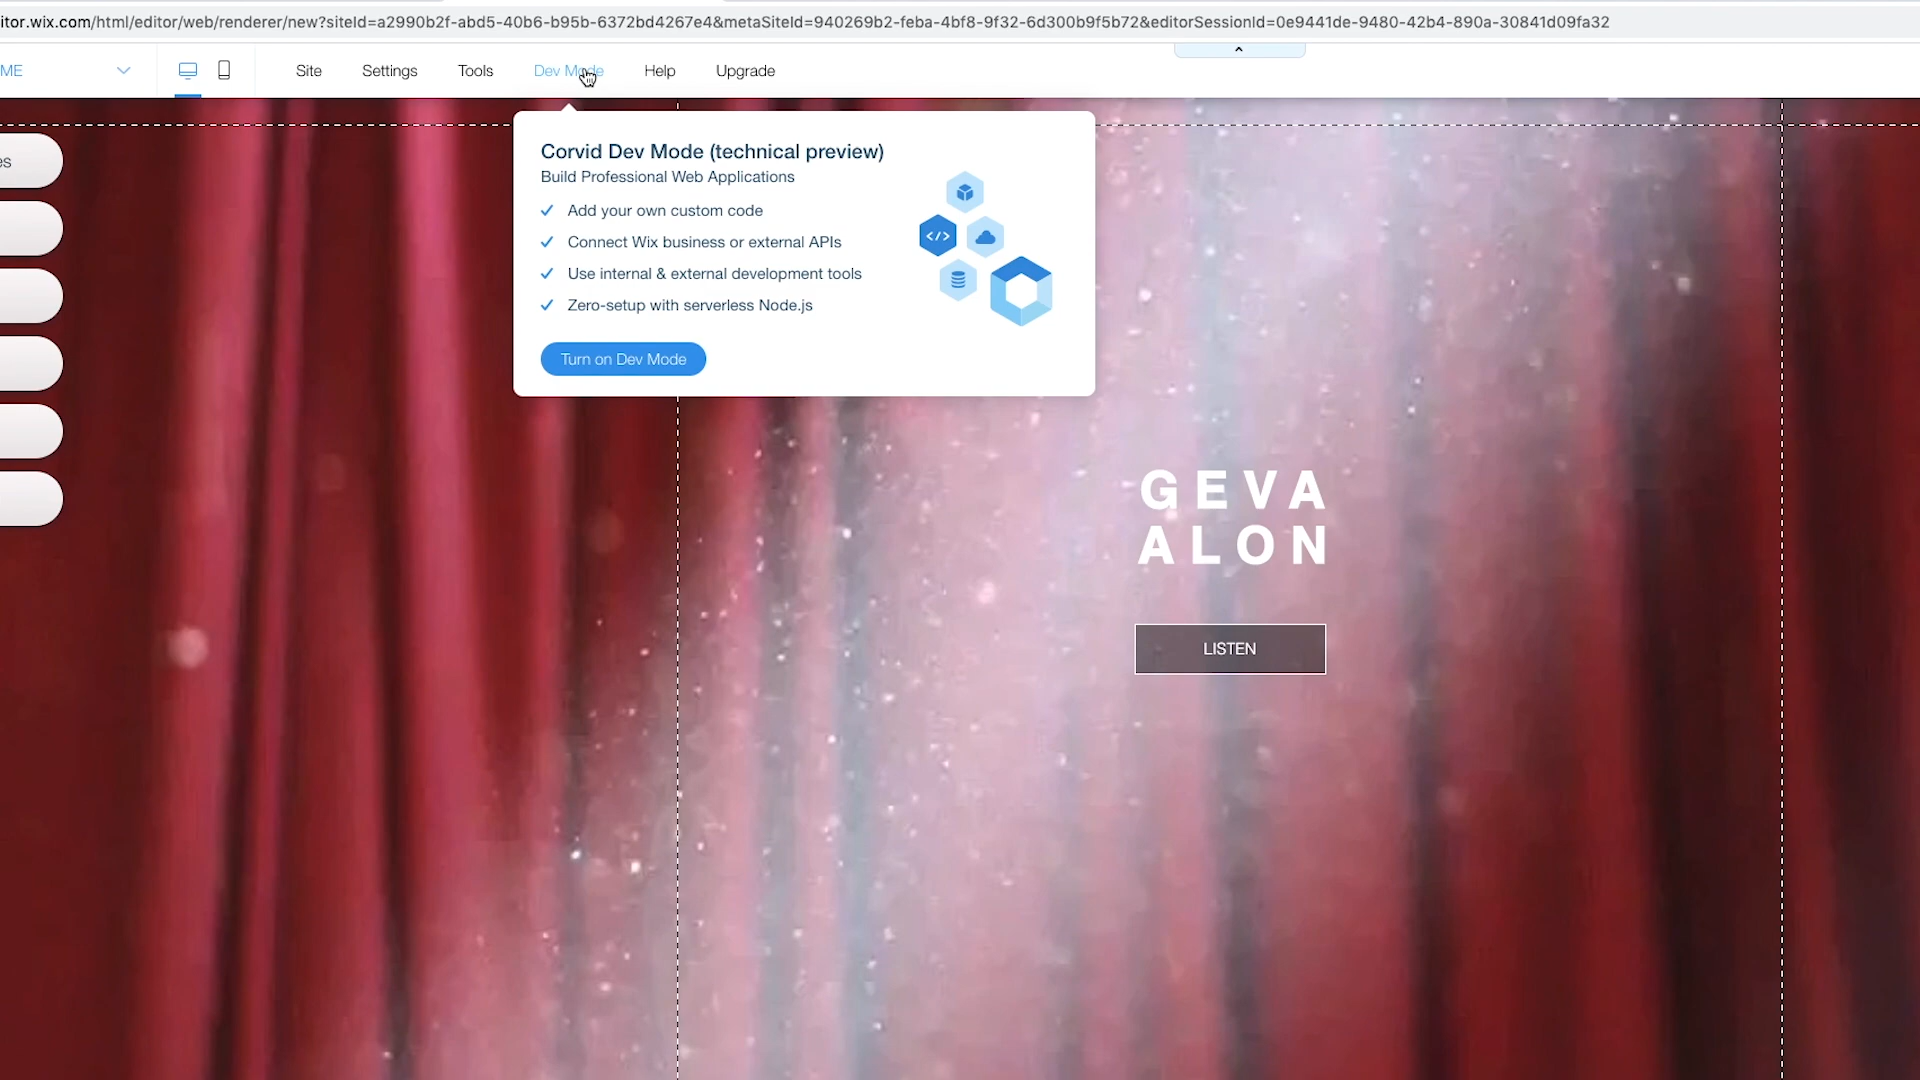 itor.wix.com/html/editor/web/renderer/new?siteId=a2990b2f-abd5-40b6-b95b-6372bd4267e4&metaSiteId=940269b2-feba-4bf8-9f32-6d300b9f5b72&editorSessionId=0e9441de-9480-42b4-890a-30841d09fa32
ME Site Settings Tools Dev Mode Help Upgrade
es
Corvid Dev Mode (technical preview)
Build Professional Web Applications
Add your own custom code
Connect Wix business or external APIs
Use internal & external development tools
Zero-setup with serverless Node.js
Turn on Dev Mode
GEVA
ALON
LISTEN